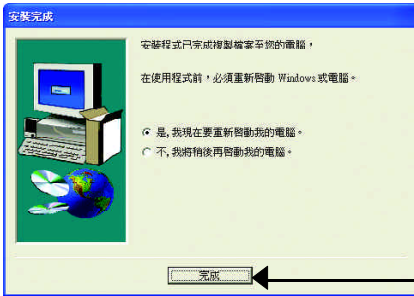 安裝完成
安裝程式已完成複製檔案至您的電腦，
在使用程式前，必須重新啟動 Windows 或電腦。
是, 我現在要重新啟動我的電腦。
不, 我將稍後再啟動我的電腦。
完成